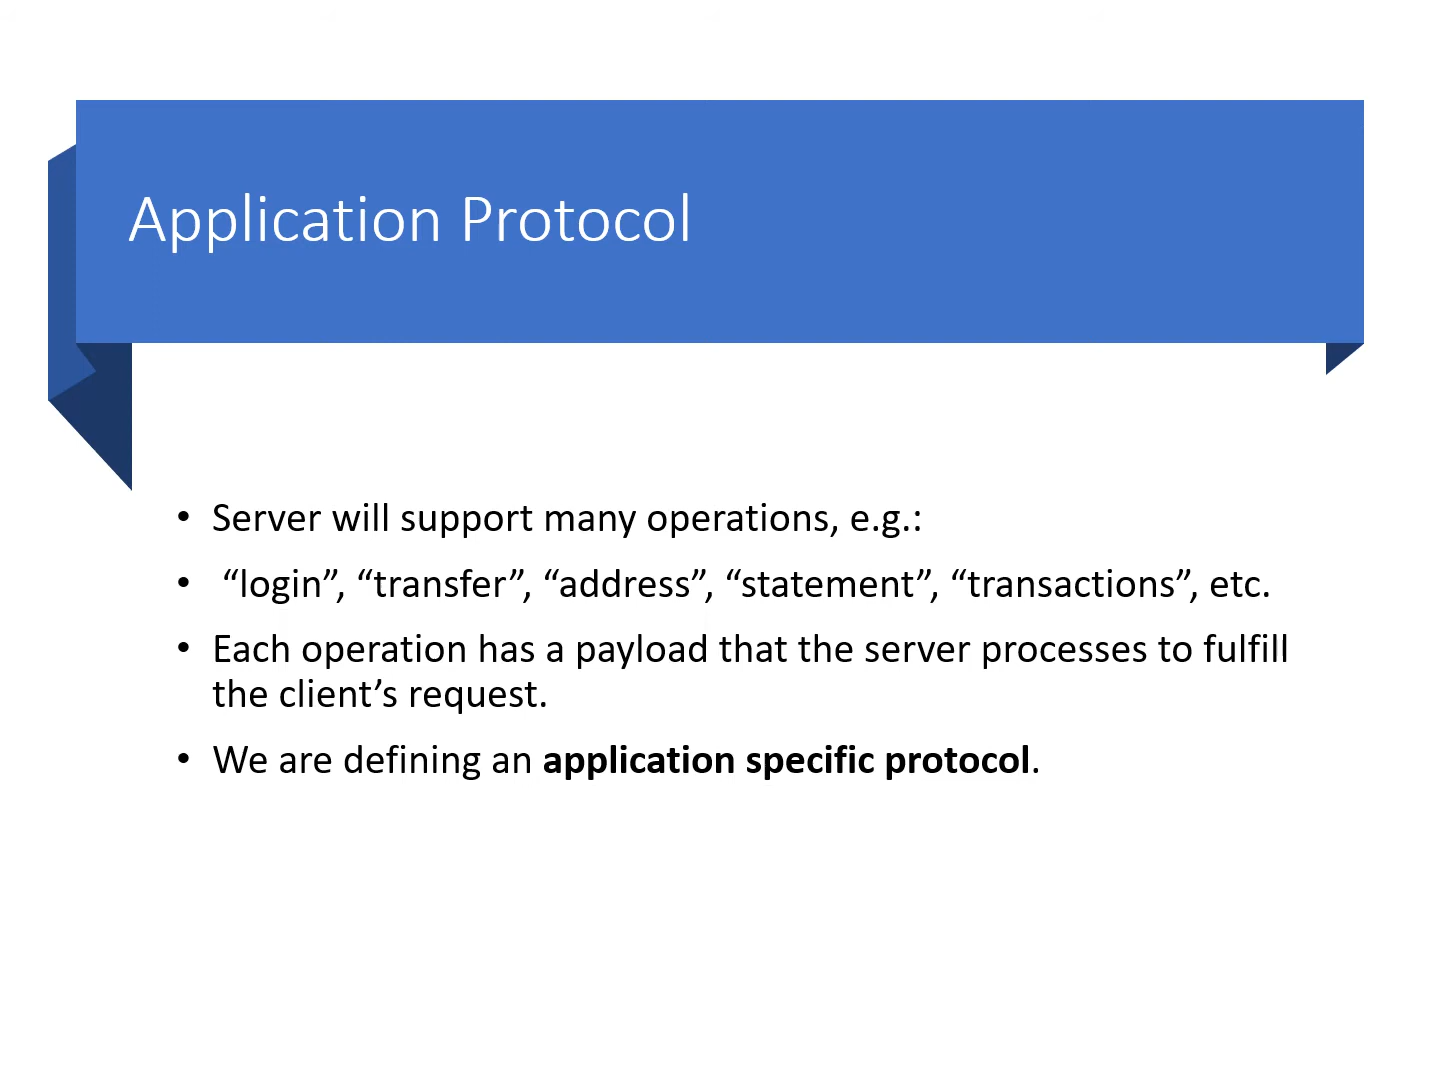 Application Protocol
• Server will support many operations, e.g.:
• “login”, “transfer”, “address”, “statement”, “transactions”, etc.
• Each operation has a payload that the server processes to fulfill
the client’s request.
• We are defining an application specific protocol.